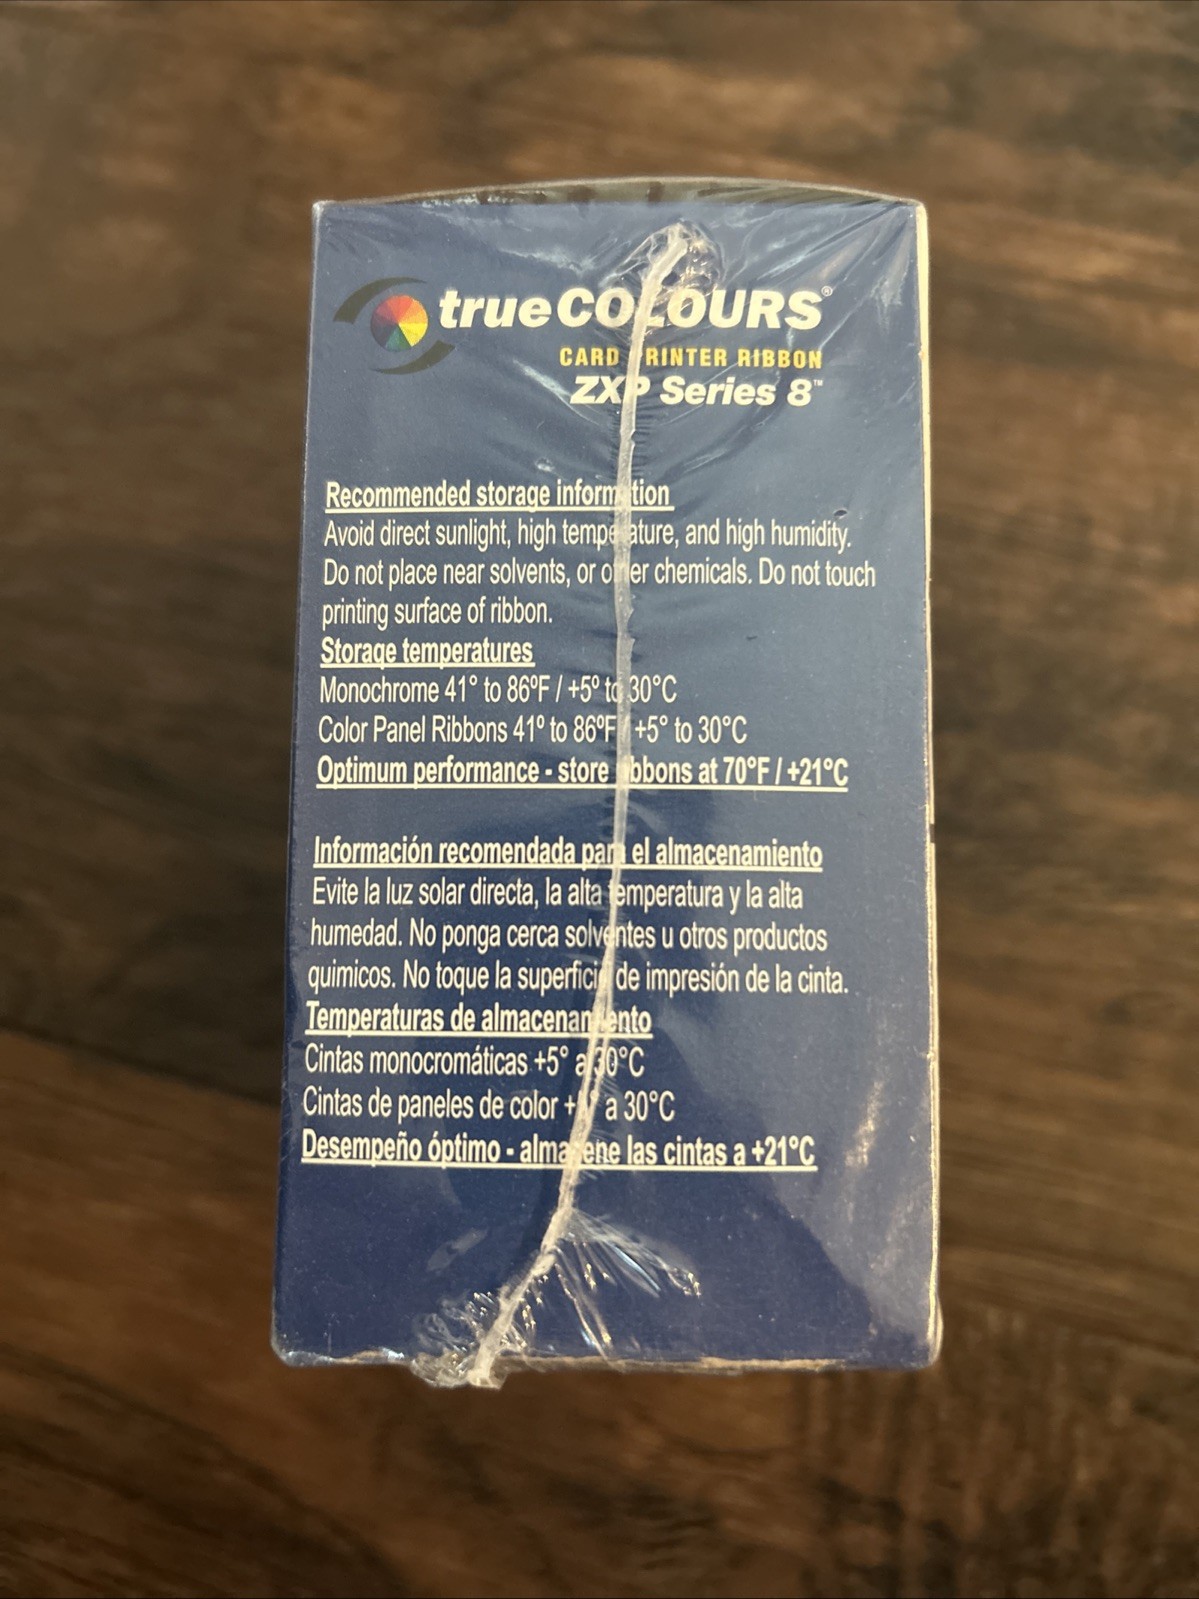 trueCOLOURS®
CARD PRINTER RIBBON
ZXP Series 8™
Recommended storage information
Avoid direct sunlight, high temperature, and high humidity.
Do not place near solvents, or other chemicals. Do not touch
printing surface of ribbon.
Storage temperatures
Monochrome 41° to 86ºF / +5º to 30°C
Color Panel Ribbons 41º to 86ºF / +5° to 30°C
Optimum performance - store ribbons at 70°F / +21°C
Información recomendada para el almacenamiento
Evite la luz solar directa, la alta temperatura y la alta
humedad. No ponga cerca solventes u otros productos
quimicos. No toque la superficie de impresión de la cinta.
Temperaturas de almacenamiento
Cintas monocromáticas +5° a 30°C
Cintas de paneles de color +5° a 30°C
Desempeño óptimo - almacene las cintas a +21°C